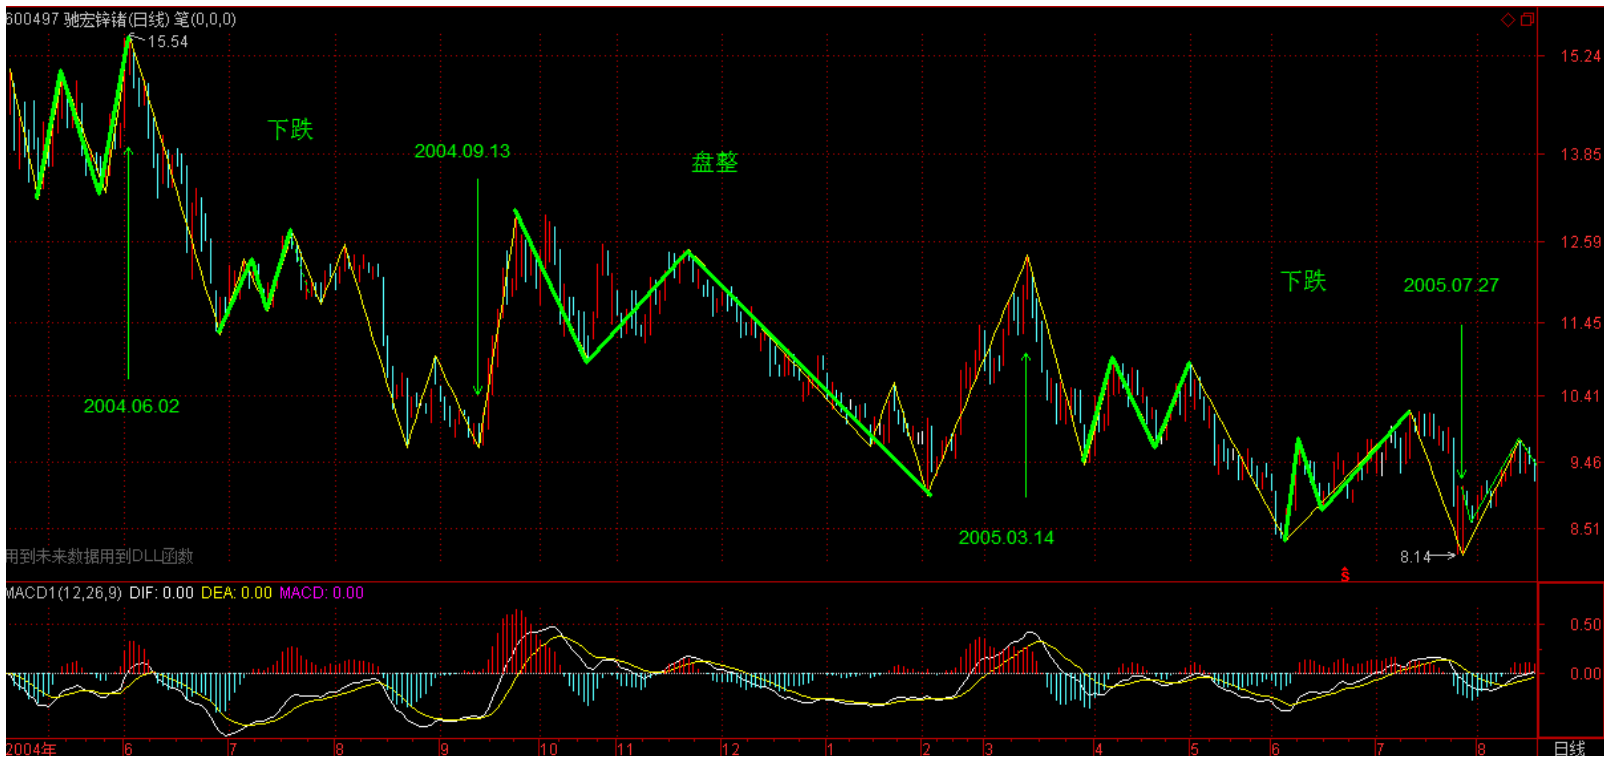 600497 驰宏锌锗(日线) 笔(0,0,0)
15.54
15.24
下跌
2004.09.13
盘整
13.85
12.59
下跌
2005.07.27
11.45
2004.06.02
10.41
9.46
2005.03.14
8.51
用到未来数据用到DLL函数
8.14
ŝ
MACD1(12,26,9) DIF: 0.00 DEA: 0.00 MACD: 0.00
0.50
0.00
2004年 6 7 8 9 10 11 12 1 2 3 4 5 6 7 8 日线